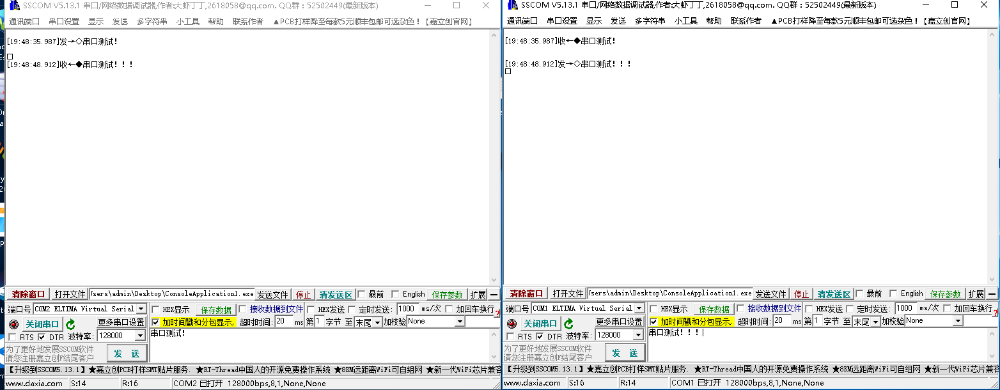 SSCOM V5.13.1 串口/网络数据调试器,作者:大虾丁丁,2618058@qq.com. QQ群：52502449(最新版本)
通讯端口 串口设置 显示 发送 多字符串 小工具 帮助 联系作者 ▲PCB打样降至每款5元顺丰包邮可选杂色！【嘉立创官网】
[19:48:35.987]发→◇串口测试!
□
[19:48:48.912]收←◆串口测试！！！
清除窗口 打开文件 Jsers\admin\Desktop\ConsoleApplication1.exe 发送文件 停止 清发送区 最前 English 保存参数 扩展 —
端口号 COM2 ELTIMA Virtual Serial HEX显示 保存数据 接收数据到文件 HEX发送 定时发送: 1000 ms/次 加回车换行
关闭串口 更多串口设置 加时间戳和分包显示, 超时时间: 20 ms 第 1 字节 至 末尾 加校验 None
RTS DTR 波特率: 128000
串口测试!
为了更好地发展SSCOM软件
请您注册嘉立创F结尾客户
发 送
【升级到SSCOM5.13.1】★嘉立创PCB打样SMT贴片服务. ★RT-Thread中国人的开源免费操作系统 ★8KM远距离WiFi可自组网 ★新一代WiFi芯片兼容
www.daxia.com S:14 R:16 COM2 已打开 128000bps,8,1,None,None
SSCOM V5.13.1 串口/网络数据调试器,作者:大虾丁丁,2618058@qq.com. QQ群：52502449(最新版本)
通讯端口 串口设置 显示 发送 多字符串 小工具 帮助 联系作者 ▲PCB打样降至每款5元顺丰包邮可选杂色！【嘉立创官网】
[19:48:35.987]收←◆串口测试!
[19:48:48.912]发→◇串口测试！！！
□
清除窗口 打开文件 Jsers\admin\Desktop\ConsoleApplication1.exe 发送文件 停止 清发送区 最前 English 保存参数 扩展 —
端口号 COM1 ELTIMA Virtual Serial HEX显示 保存数据 接收数据到文件 HEX发送 定时发送: 1000 ms/次 加回车换行
关闭串口 更多串口设置 加时间戳和分包显示, 超时时间: 20 ms 第 1 字节 至 末尾 加校验 None
RTS DTR 波特率: 128000
串口测试！！！
为了更好地发展SSCOM软件
请您注册嘉立创F结尾客户
发 送
【升级到SSCOM5.13.1】★嘉立创PCB打样SMT贴片服务. ★RT-Thread中国人的开源免费操作系统 ★8KM远距离WiFi可自组网 ★新一代WiFi芯片兼容
www.daxia.com S:16 R:14 COM1 已打开 128000bps,8,1,None,None